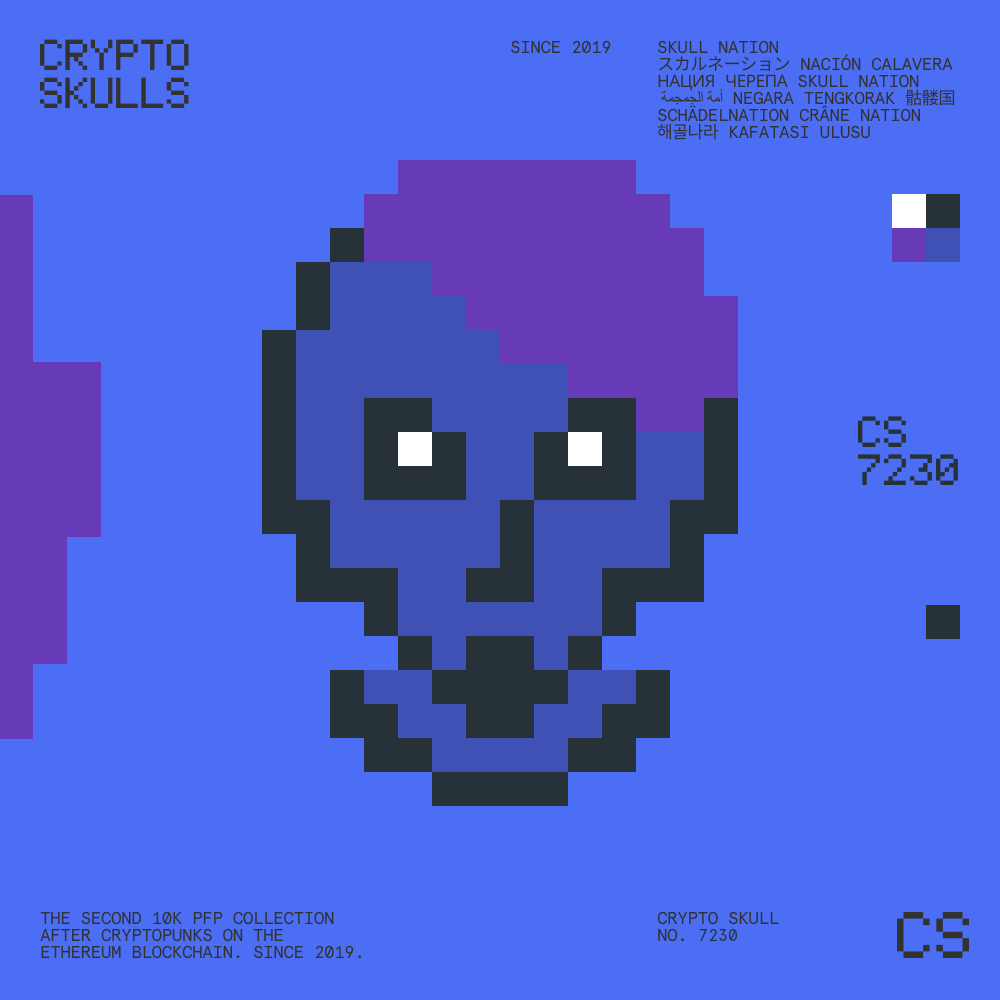 CRYPTO
SKULLS
SINCE 2019
SKULL NATION
スカルネーション NACIÓN CALAVERA
НАЦИЯ ЧЕРЕПА SKULL NATION
أمة الجمجمة NEGARA TENGKORAK 骷髅国
SCHÄDELNATION CRÂNE NATION
해골나라 KAFATASI ULUSU
CS
7230
THE SECOND 10K PFP COLLECTION
AFTER CRYPTOPUNKS ON THE
ETHEREUM BLOCKCHAIN. SINCE 2019.
CRYPTO SKULL
NO. 7230
CS